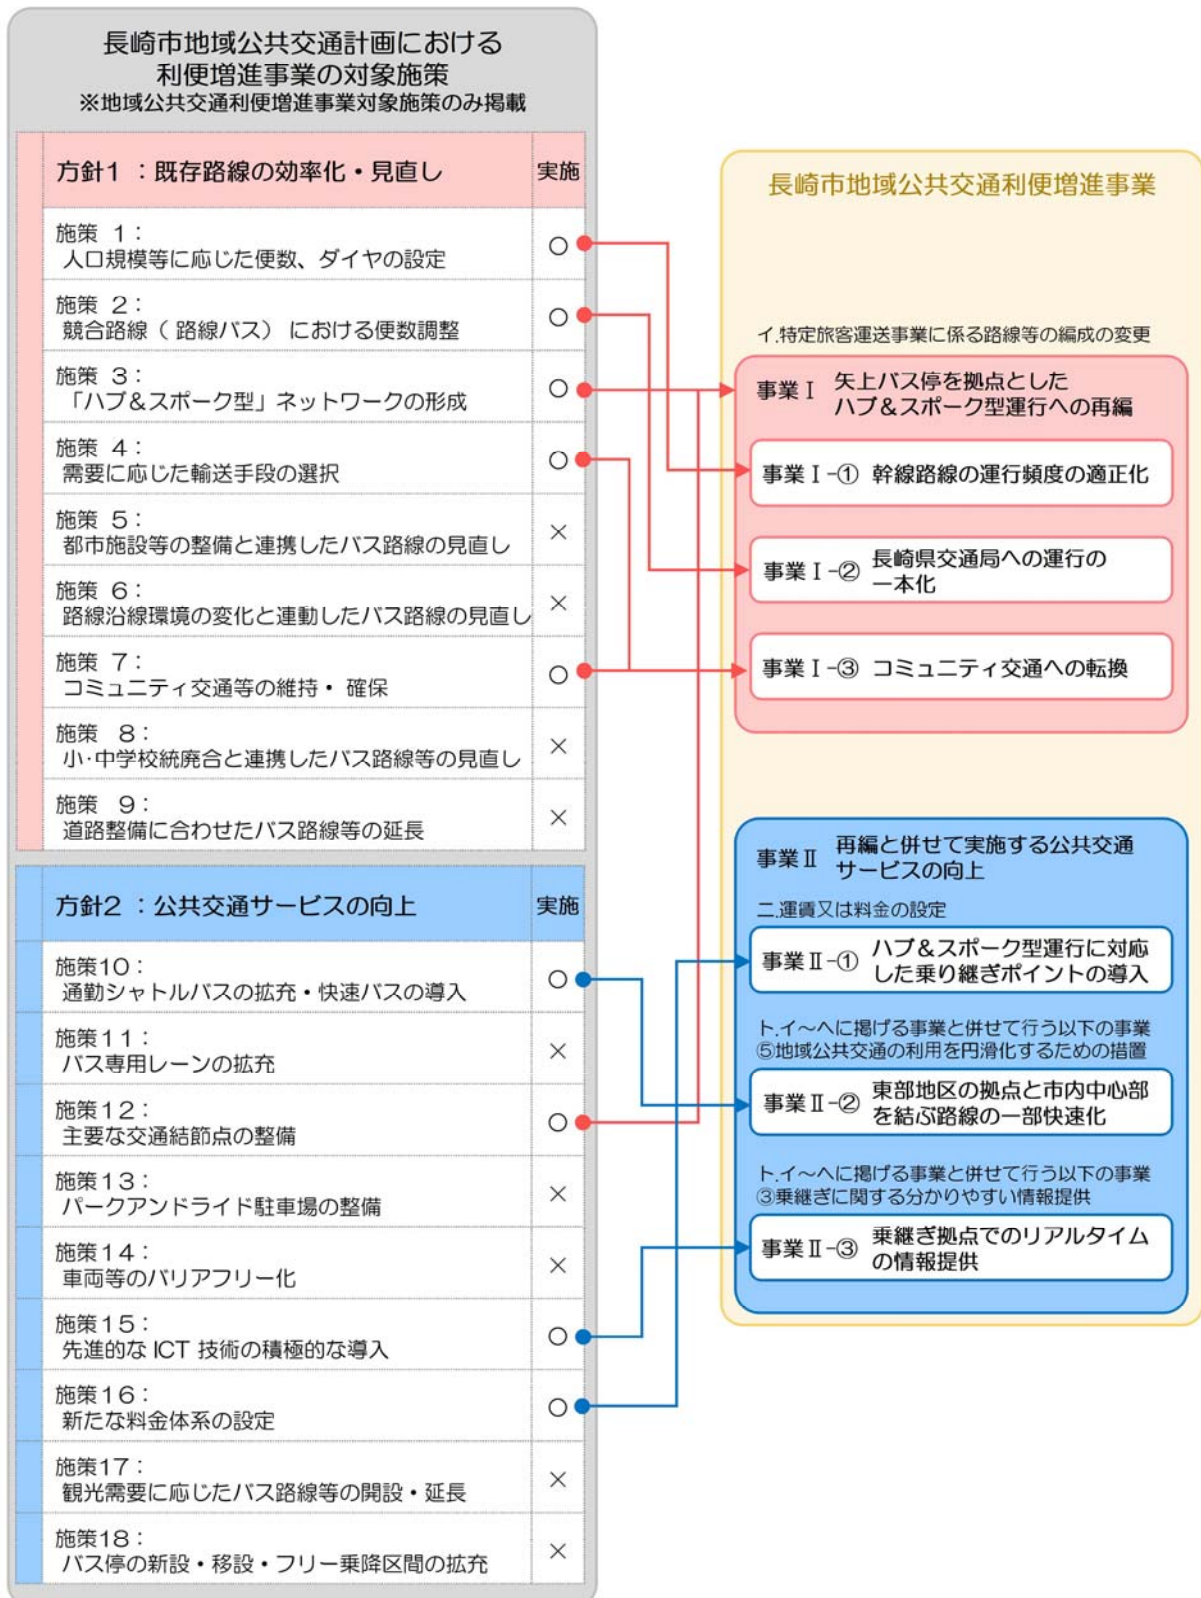 長崎市地域公共交通計画における
利便増進事業の対象施策
※地域公共交通利便増進事業対象施策のみ掲載
方針1 ：既存路線の効率化・見直し 実施
施策 1：
人口規模等に応じた便数、ダイヤの設定 ○
施策 2：
競合路線（ 路線バス） における便数調整 ○
施策 3：
「ハブ＆スポーク型」ネットワークの形成 ○
施策 4：
需要に応じた輸送手段の選択 ○
施策 5：
都市施設等の整備と連携したバス路線の見直し ×
施策 6：
路線沿線環境の変化と連動したバス路線の見直し ×
施策 7：
コミュニティ交通等の維持・ 確保 ○
施策 8：
小・中学校統廃合と連携したバス路線等の見直し ×
施策 9：
道路整備に合わせたバス路線等の延長 ×
方針2 ：公共交通サービスの向上 実施
施策10：
通勤シャトルバスの拡充・快速バスの導入 ○
施策11：
バス専用レーンの拡充 ×
施策12：
主要な交通結節点の整備 ○
施策13：
パークアンドライド駐車場の整備 ×
施策14：
車両等のバリアフリー化 ×
施策15：
先進的な ICT 技術の積極的な導入 ○
施策16：
新たな料金体系の設定 ○
施策17：
観光需要に応じたバス路線等の開設・延長 ×
施策18：
バス停の新設・移設・フリー乗降区間の拡充 ×
長崎市地域公共交通利便増進事業
イ.特定旅客運送事業に係る路線等の編成の変更
事業Ⅰ 矢上バス停を拠点とした
ハブ＆スポーク型運行への再編
事業Ⅰ-① 幹線路線の運行頻度の適正化
事業Ⅰ-② 長崎県交通局への運行の
一本化
事業Ⅰ-③ コミュニティ交通への転換
事業Ⅱ 再編と併せて実施する公共交通
サービスの向上
ニ.運賃又は料金の設定
事業Ⅱ-① ハブ＆スポーク型運行に対応
した乗り継ぎポイントの導入
ト.イ～ヘに掲げる事業と併せて行う以下の事業
⑤地域公共交通の利用を円滑化するための措置
事業Ⅱ-② 東部地区の拠点と市内中心部
を結ぶ路線の一部快速化
ト.イ～ヘに掲げる事業と併せて行う以下の事業
③乗継ぎに関する分かりやすい情報提供
事業Ⅱ-③ 乗継ぎ拠点でのリアルタイム
の情報提供